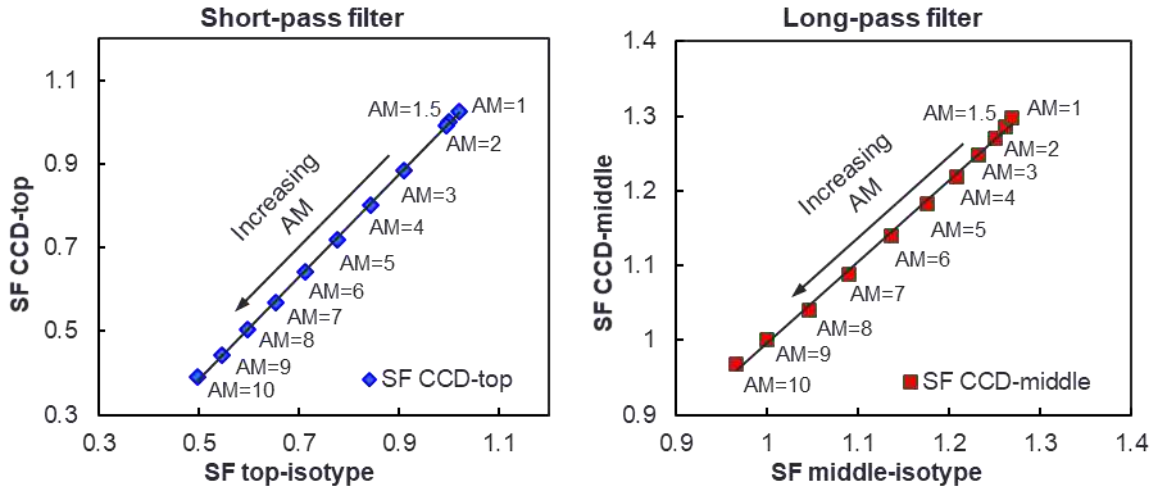 Short-pass filter
1.1
0.9
0.7
0.5
0.3
SF CCD-top
AM=1.5
AM=1
AM=2
AM=3
AM=4
AM=5
AM=6
AM=7
AM=8
AM=9
AM=10
Increasing
AM
SF CCD-top
0.3
0.5
0.7
0.9
1.1
SF top-isotype
Long-pass filter
1.4
1.3
1.2
1.1
1
0.9
SF CCD-middle
AM=1.5
AM=1
AM=2
AM=3
AM=4
AM=5
AM=6
AM=7
AM=8
AM=9
AM=10
Increasing
AM
SF CCD-middle
0.9
1
1.1
1.2
1.3
1.4
SF middle-isotype